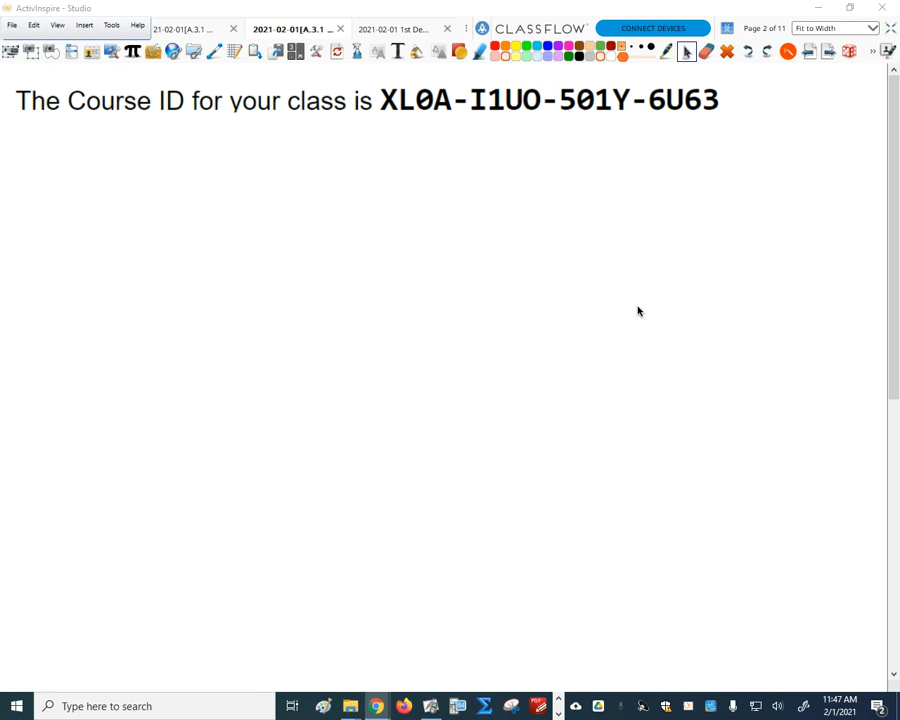 ActivInspire - Studio
File Edit View Insert Tools Help
21-02-01[A.3.1 ...
2021-02-01[A.3.1 ...
2021-02-01 1st De...
CLASSFLOW
CONNECT DEVICES
Page 2 of 11
Fit to Width
The Course ID for your class is XL0A-I1UO-501Y-6U63
Type here to search
11:47 AM
2/1/2021
2